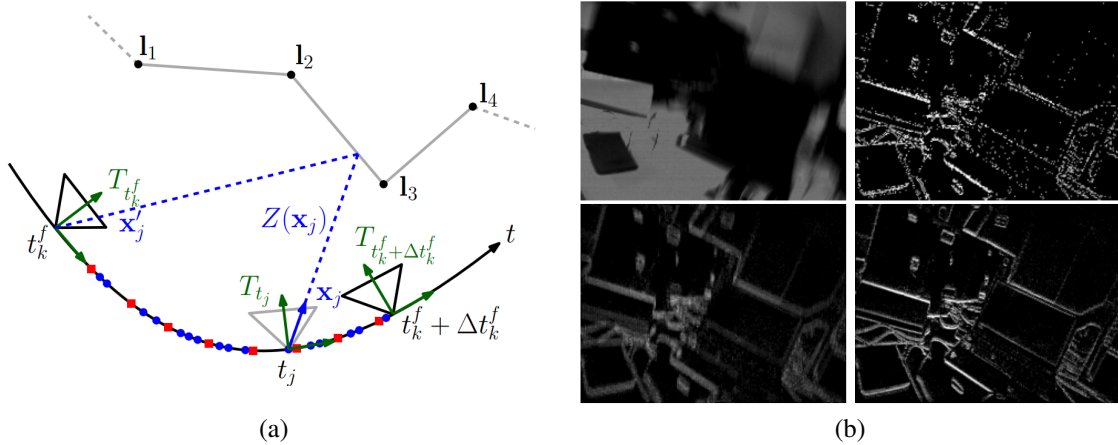 l₁
l₂
l₄
l₃
T_{t_k^f}
x′_j
t_k^f
Z(x_j)
T_{t_k^f+Δt_k^f}
t
T_{t_j}
x_j
t_k^f + Δt_k^f
t_j
(a)
(b)